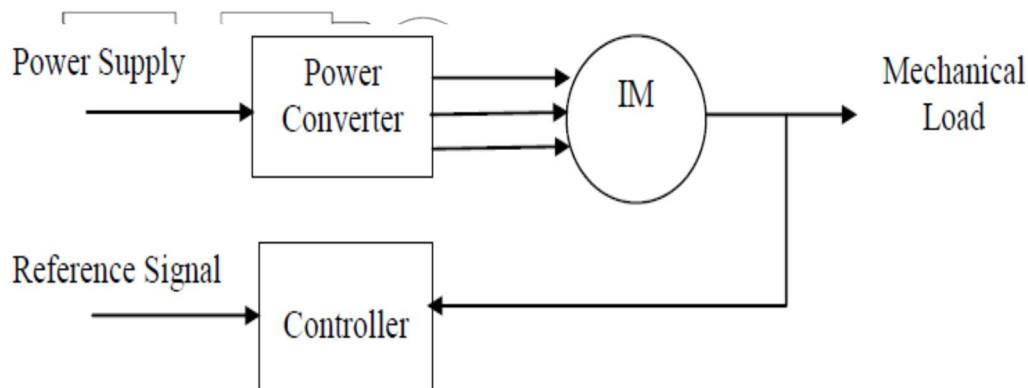 Power Supply
Power
Converter
IM
Mechanical
Load
Reference Signal
Controller